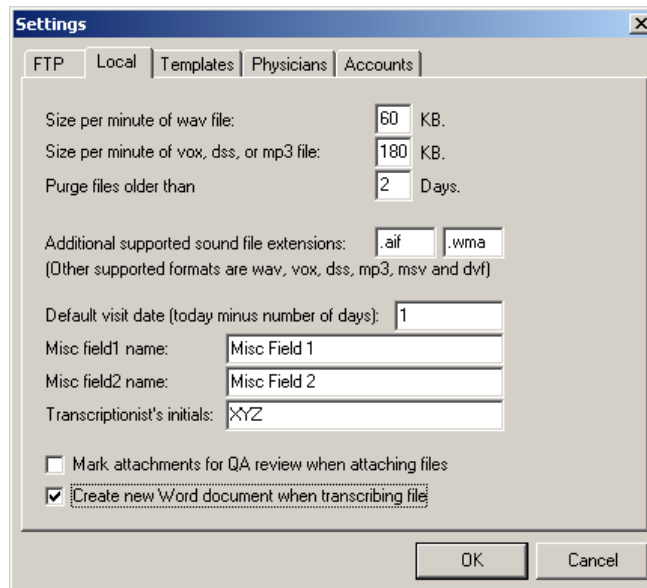 Settings
FTP Local Templates Physicians Accounts
Size per minute of wav file: 60 KB.
Size per minute of vox, dss, or mp3 file: 180 KB.
Purge files older than 2 Days.
Additional supported sound file extensions: .aif .wma
(Other supported formats are wav, vox, dss, mp3, msv and dvf)
Default visit date (today minus number of days): 1
Misc field1 name: Misc Field 1
Misc field2 name: Misc Field 2
Transcriptionist's initials: XYZ
Mark attachments for QA review when attaching files
Create new Word document when transcribing file
OK Cancel